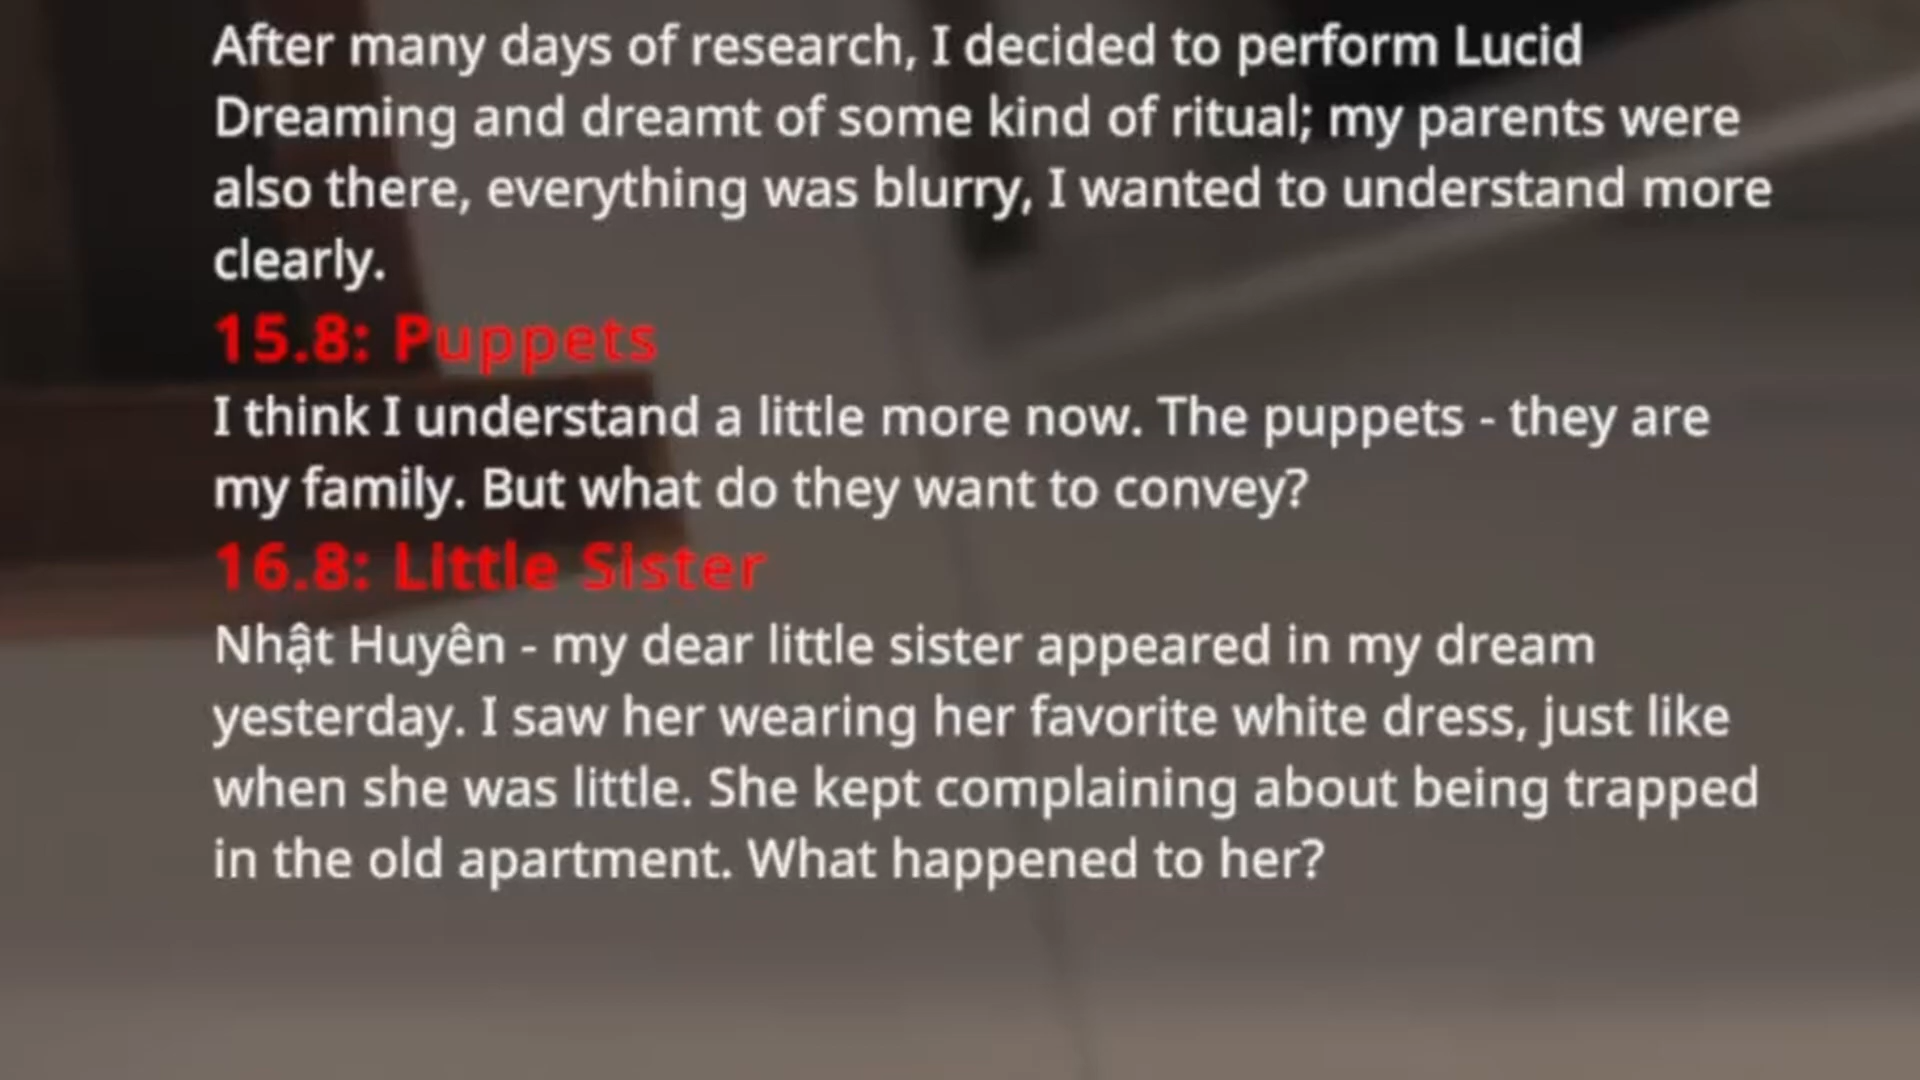 After many days of research, I decided to perform Lucid
Dreaming and dreamt of some kind of ritual; my parents were
also there, everything was blurry, I wanted to understand more
clearly.
15.8: Puppets
I think I understand a little more now. The puppets - they are
my family. But what do they want to convey?
16.8: Little Sister
Nhật Huyên - my dear little sister appeared in my dream
yesterday. I saw her wearing her favorite white dress, just like
when she was little. She kept complaining about being trapped
in the old apartment. What happened to her?